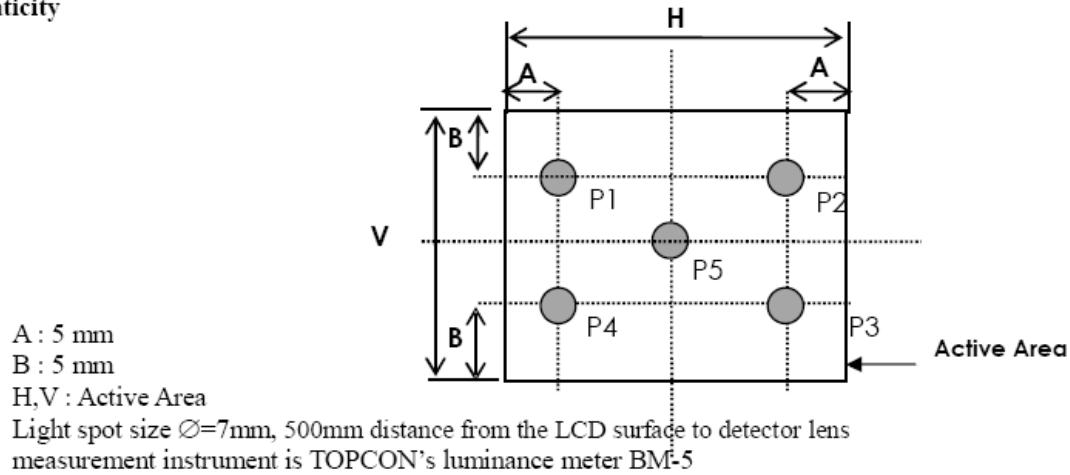 aticity
H
A
A
B
P1
P2
V
P5
B
P4
P3
Active Area
A : 5 mm
B : 5 mm
H,V : Active Area
Light spot size ∅=7mm, 500mm distance from the LCD surface to detector lens
measurement instrument is TOPCON's luminance meter BM-5